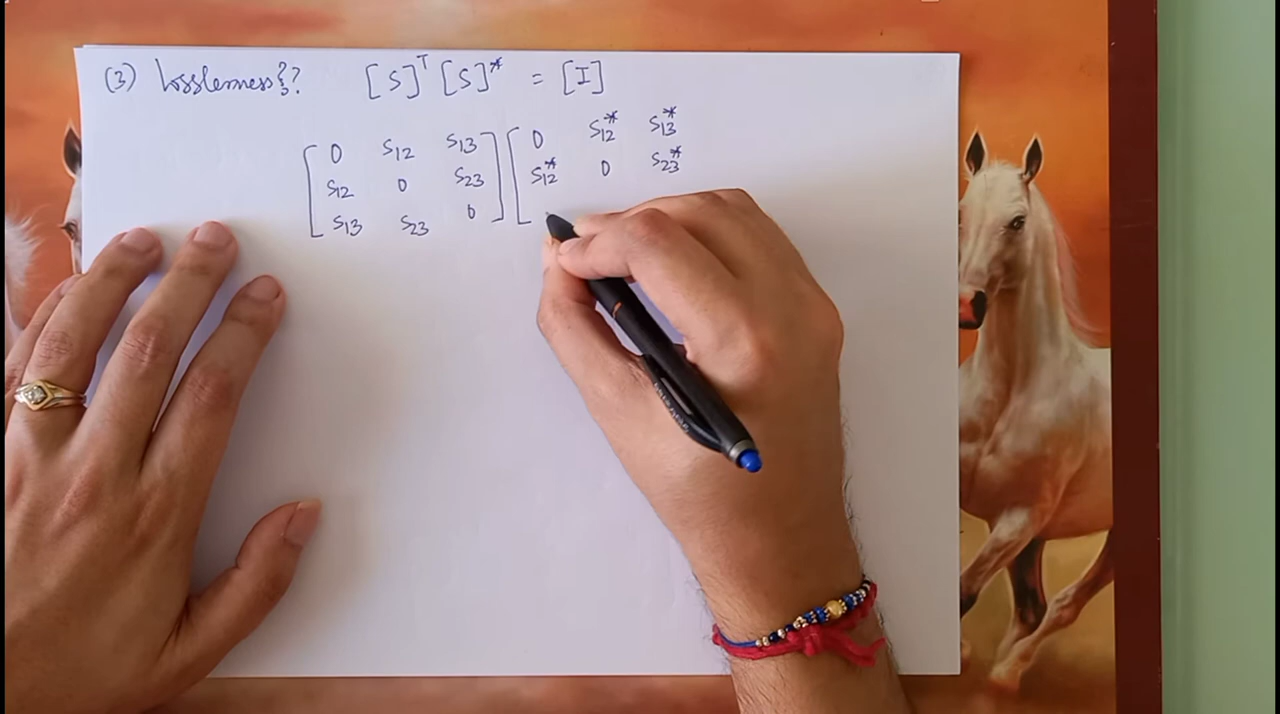 (3) Losslessness?? [S]^T [S]^* = [I]
[ 0 S12 S13 ] [ 0 S12^* S13^*
[ S12 0 S23 ] [ S12^* 0 S23^*
[ S13 S23 0 ] [